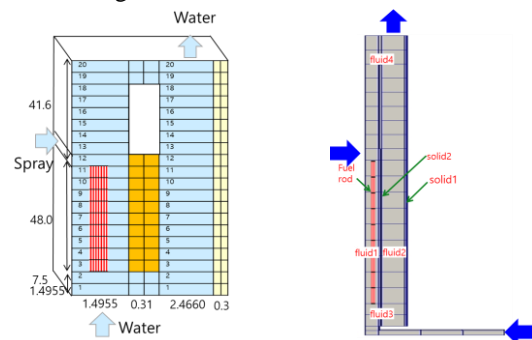 Water
20 20
19 19
18 18
17 17
16 16
15 15
14 14
13 13
12 12
11 11
10 10
9 9
8 8
7 7
6 6
5 5
4 4
3 3
2 2
1 1
41.6
Spray
48.0
7.5
1.4955
1.4955 0.31 2.4660 0.3
Water
fluid4
solid2
Fuel
rod
solid1
fluid1 fluid2
fluid3